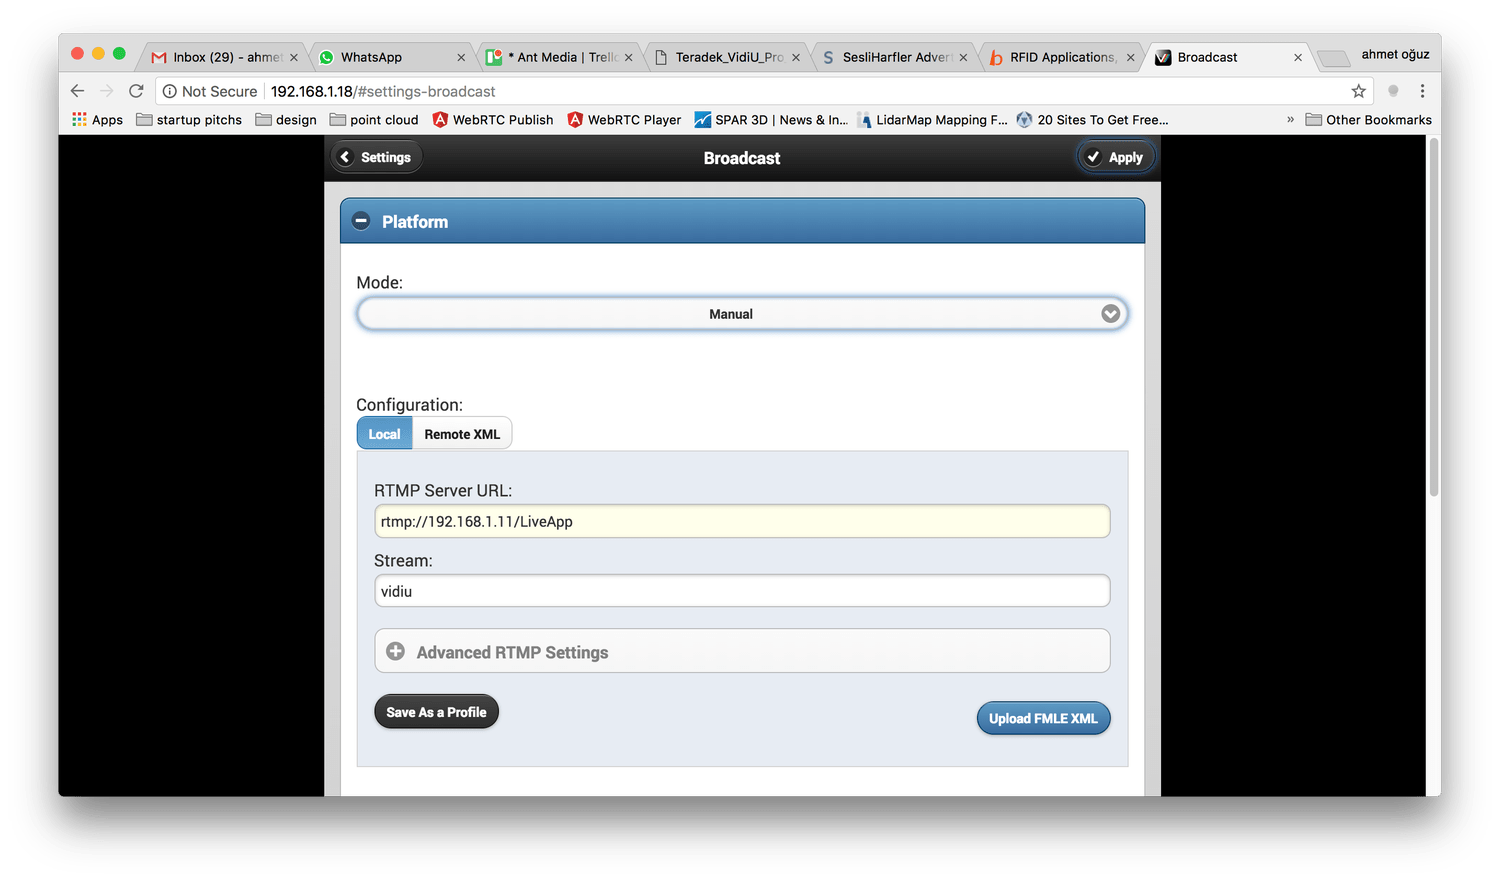 Inbox (29) - ahmet
WhatsApp
* Ant Media | Trello
Teradek_VidiU_Pro
SesliHarfler Advert
RFID Applications,
Broadcast
ahmet oğuz
Not Secure 192.168.1.18/#settings-broadcast
Apps startup pitchs design point cloud WebRTC Publish WebRTC Player SPAR 3D | News & In... LidarMap Mapping F... 20 Sites To Get Free... » Other Bookmarks
Settings Broadcast Apply
Platform
Mode:
Manual
Configuration:
Local Remote XML
RTMP Server URL:
rtmp://192.168.1.11/LiveApp
Stream:
vidiu
Advanced RTMP Settings
Save As a Profile
Upload FMLE XML